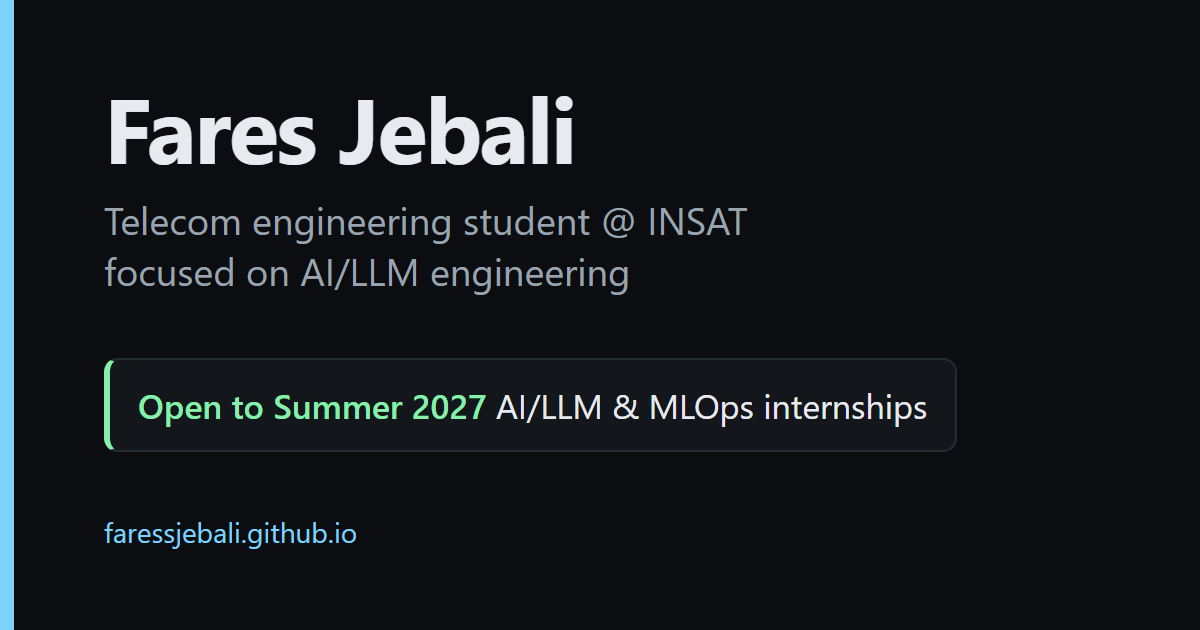 Fares Jebali
Telecom engineering student @ INSAT
focused on AI/LLM engineering
Open to Summer 2027 AI/LLM & MLOps internships
faressjebali.github.io